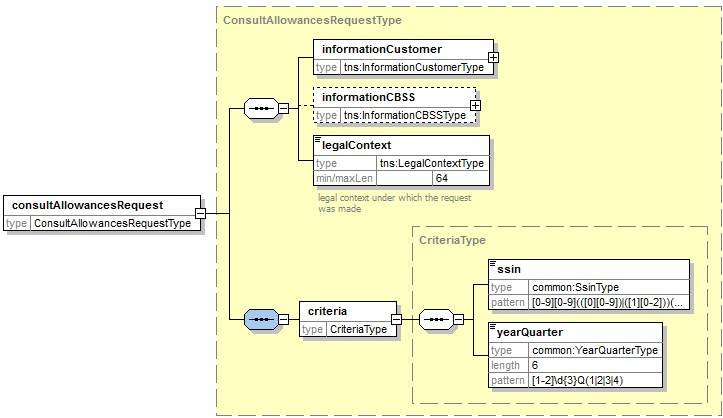 ConsultAllowancesRequestType
informationCustomer
type tns:InformationCustomerType
informationCBSS
type tns:InformationCBSSType
legalContext
type tns:LegalContextType
min/maxLen 64
legal context under which the request
was made
consultAllowancesRequest
type ConsultAllowancesRequestType
CriteriaType
ssin
type common:SsinType
pattern [0-9][0-9](([0][0-9])|([1][0-2]))(...
criteria
type CriteriaType
yearQuarter
type common:YearQuarterType
length 6
pattern [1-2]\d{3}Q(1|2|3|4)